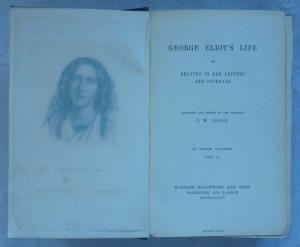 GEORGE ELIOT'S LIFE
AS
RELATED IN HER LETTERS
AND JOURNALS
ARRANGED AND EDITED BY HER HUSBAND
J. W. CROSS
IN THREE VOLUMES
VOL. I.
WILLIAM BLACKWOOD AND SONS
EDINBURGH AND LONDON